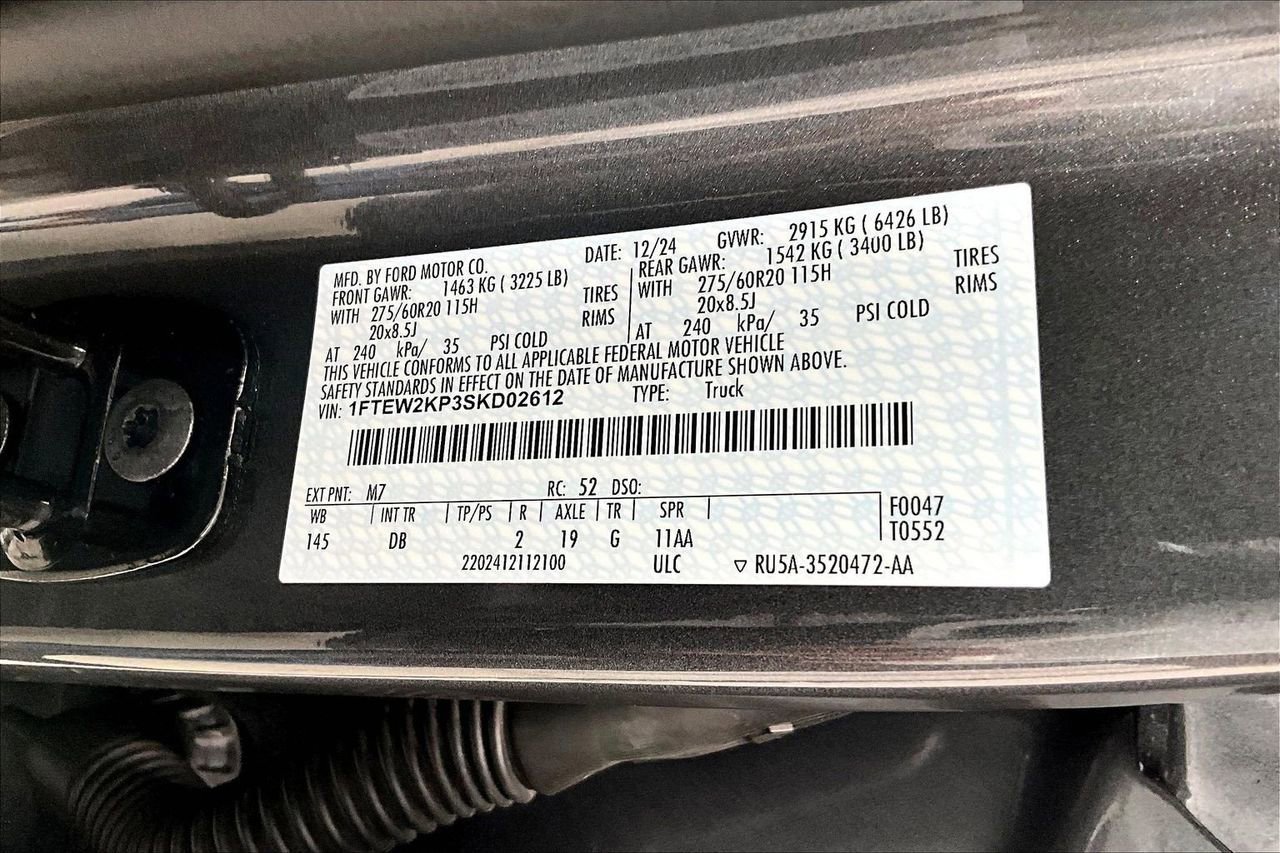 MFD. BY FORD MOTOR CO. DATE: 12/24 GVWR: 2915 KG ( 6426 LB)
FRONT GAWR: 1463 KG ( 3225 LB) REAR GAWR: 1542 KG ( 3400 LB)
WITH 275/60R20 115H TIRES WITH 275/60R20 115H TIRES
20x8.5J RIMS 20x8.5J RIMS
AT 240 kPa/ 35 PSI COLD AT 240 kPa/ 35 PSI COLD
THIS VEHICLE CONFORMS TO ALL APPLICABLE FEDERAL MOTOR VEHICLE
SAFETY STANDARDS IN EFFECT ON THE DATE OF MANUFACTURE SHOWN ABOVE.
VIN: 1FTEW2KP3SKD02612 TYPE: Truck
EXT PNT: M7 RC: 52 DSO:
WB INT TR TP/PS R AXLE TR SPR F0047
145 DB 2 19 G 11AA T0552
2202412112100 ULC ▽ RU5A-3520472-AA